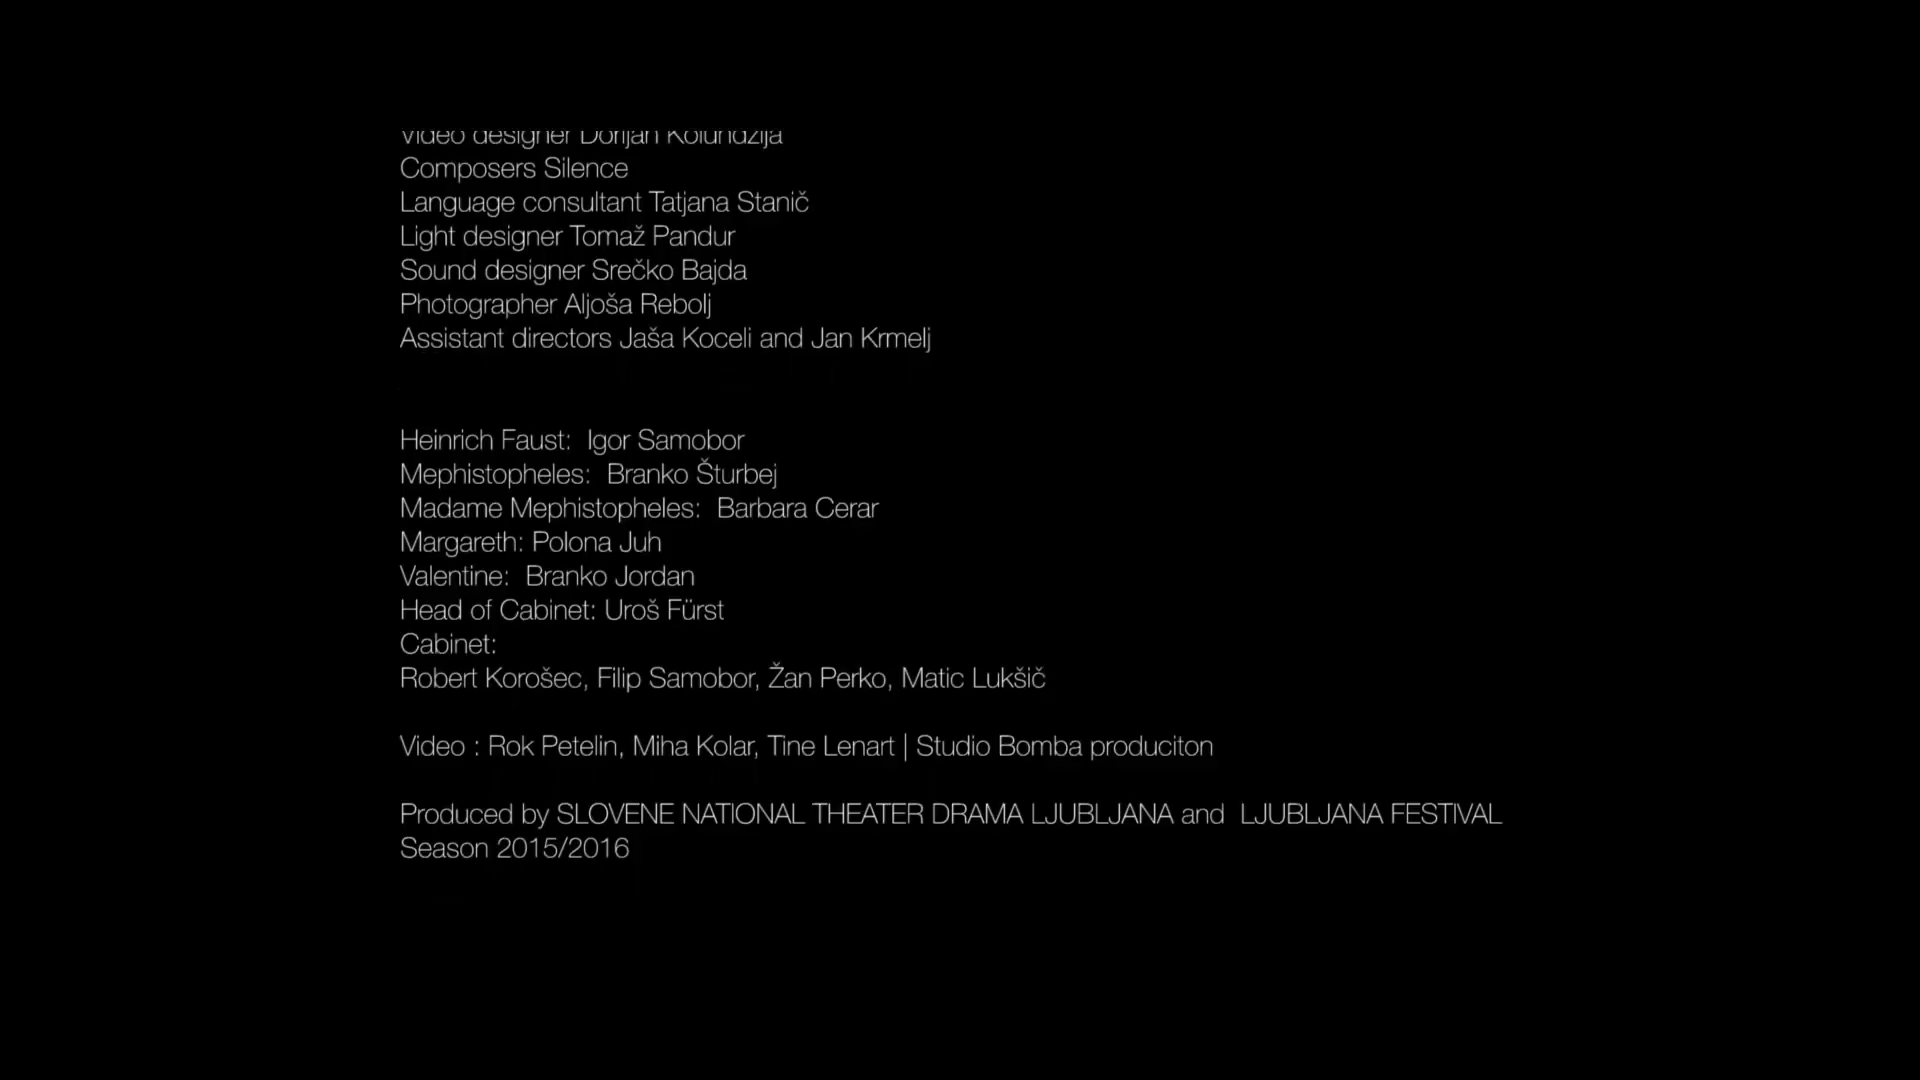 Video designer Dorijan Kolundžija
Composers Silence
Language consultant Tatjana Stanič
Light designer Tomaž Pandur
Sound designer Srečko Bajda
Photographer Aljoša Rebolj
Assistant directors Jaša Koceli and Jan Krmelj
Heinrich Faust: Igor Samobor
Mephistopheles: Branko Šturbej
Madame Mephistopheles: Barbara Cerar
Margareth: Polona Juh
Valentine: Branko Jordan
Head of Cabinet: Uroš Fürst
Cabinet:
Robert Korošec, Filip Samobor, Žan Perko, Matic Lukšič
Video : Rok Petelin, Miha Kolar, Tine Lenart | Studio Bomba produciton
Produced by SLOVENE NATIONAL THEATER DRAMA LJUBLJANA and LJUBLJANA FESTIVAL
Season 2015/2016